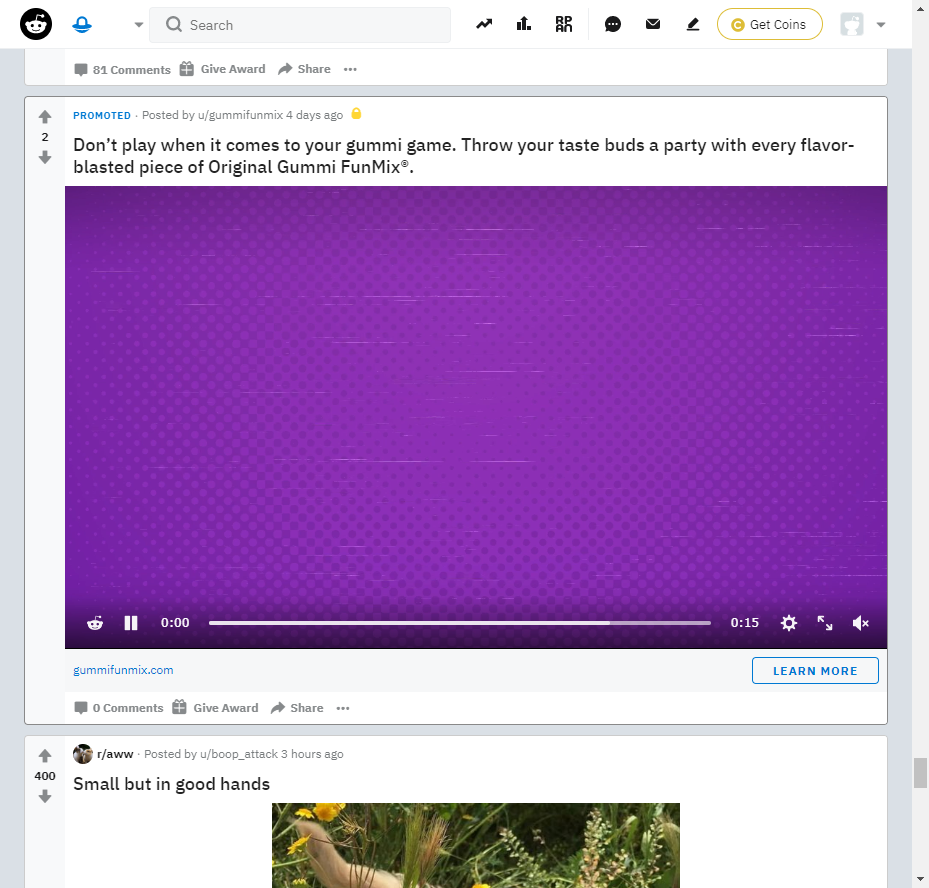 Search
Get Coins
81 Comments Give Award Share
PROMOTED · Posted by u/gummifunmix 4 days ago
2
Don’t play when it comes to your gummi game. Throw your taste buds a party with every flavor-
blasted piece of Original Gummi FunMix®.
0:00 0:15
gummifunmix.com LEARN MORE
0 Comments Give Award Share
r/aww · Posted by u/boop_attack 3 hours ago
400
Small but in good hands